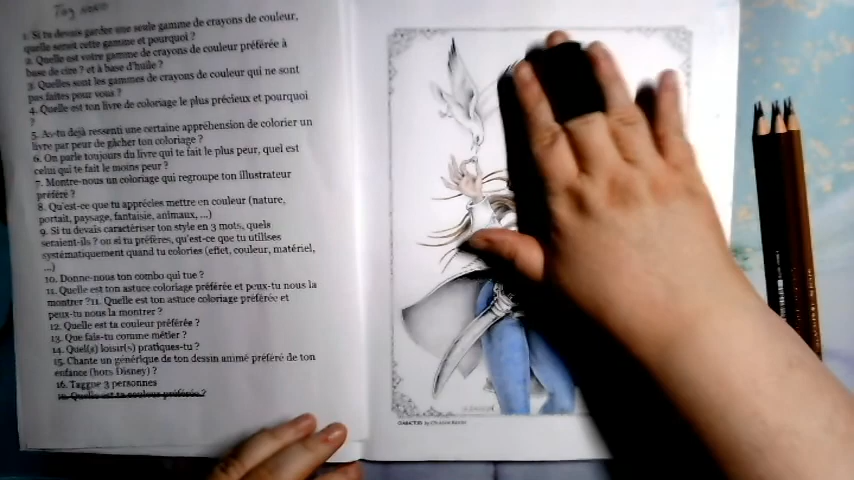 Tag video
1. Si tu devais garder une seule gamme de crayons de couleur,
quelle serait cette gamme et pourquoi ?
2. Quelle est votre gamme de crayons de couleur préférée à
base de cire ? et à base d'huile ?
3. Quelles sont les gammes de crayons de couleur qui ne sont
pas faites pour vous ?
4. Quelle est ton livre de coloriage le plus précieux et pourquoi
?
5. As-tu dejà ressenti une certaine appréhension de colorier un
livre par peur de gâcher ton coloriage ?
6. On parle toujours du livre qui te fait le plus peur, quel est
celui qui te fait le moins peur ?
7. Montre-nous un coloriage qui regroupe ton illustrateur
préféré ?
8. Qu'est-ce que tu apprécies mettre en couleur (nature,
portait, paysage, fantaisie, animaux, ...)
9. Si tu devais caractériser ton style en 3 mots, quels
seraient-ils ? ou si tu préfères, qu'est-ce que tu utilises
systématiquement quand tu colories (effet, couleur, matériel,
...)
10. Donne-nous ton combo qui tue ?
11. Quelle est ton astuce coloriage préférée et peux-tu nous la
montrer ?11. Quelle est ton astuce coloriage préférée et
peux-tu nous la montrer ?
12. Quelle est ta couleur préférée ?
13. Que fais-tu comme métier ?
14. Quel(s) loisir(s) pratiques-tu ?
15. Chante un générique de ton dessin animé préféré de ton
enfance (hors Disney) ?
16. Taggue 3 personnes
Quelle est ta couleur préférée ?